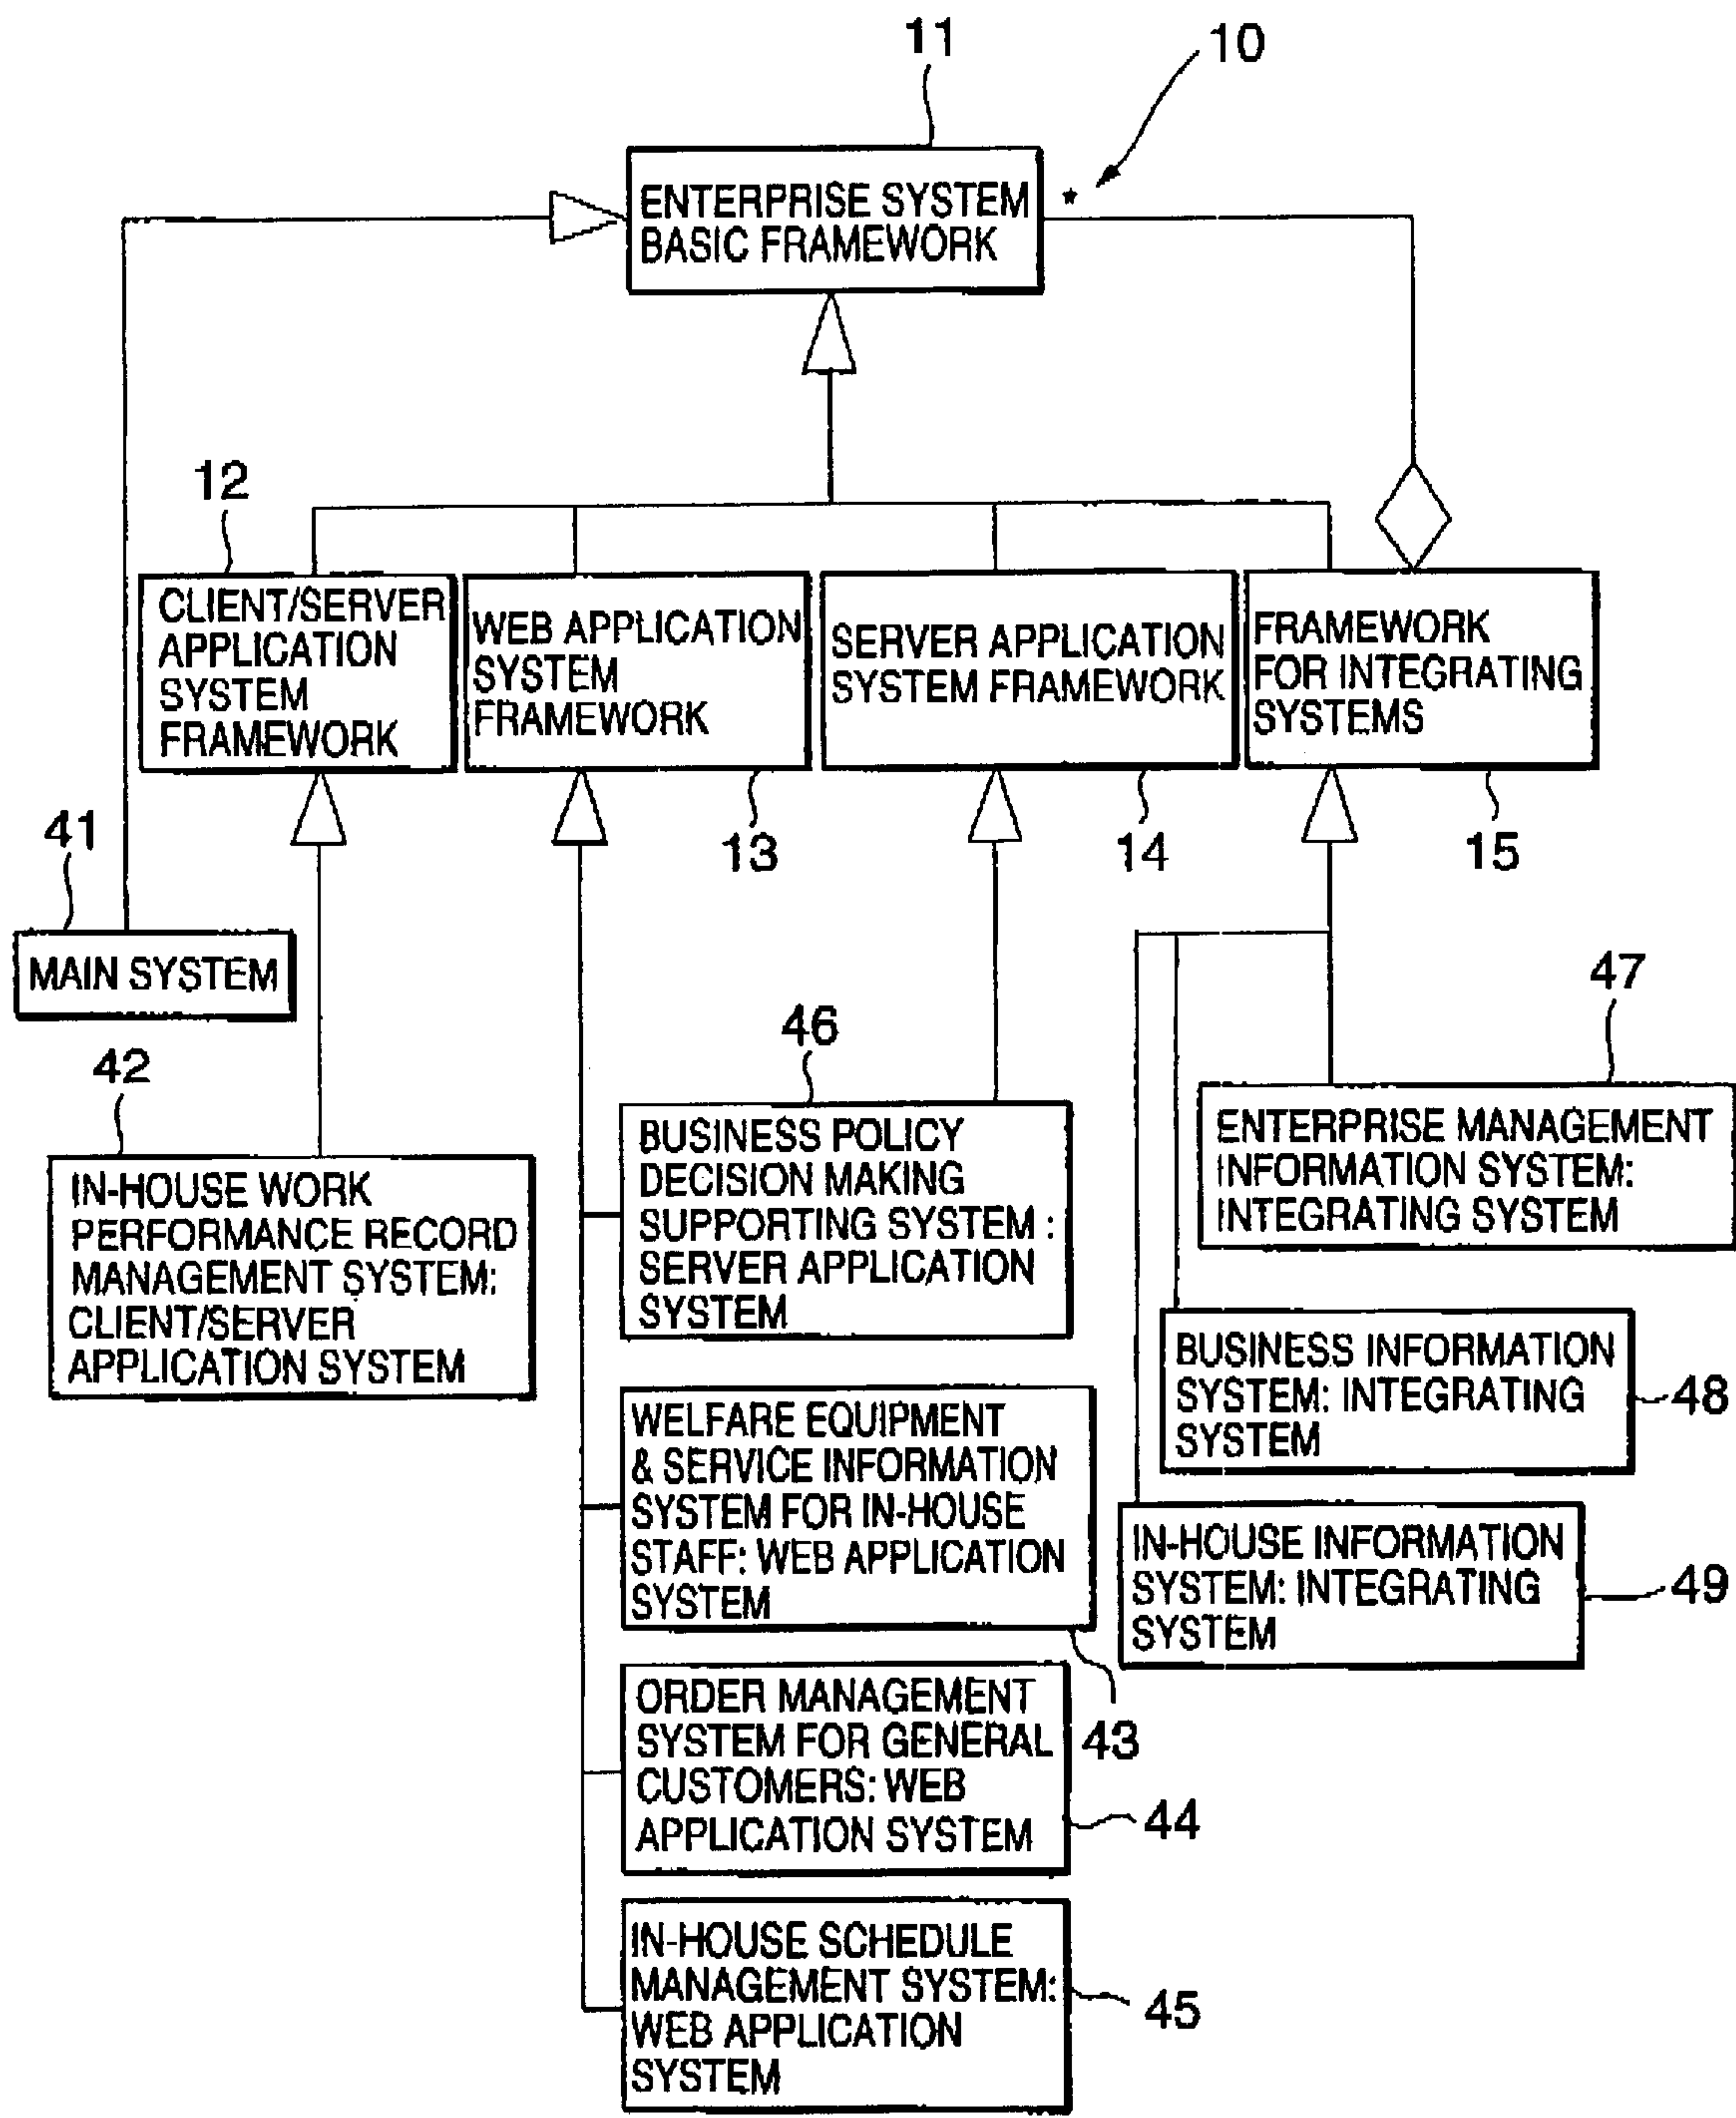 11
10
ENTERPRISE SYSTEM
BASIC FRAMEWORK
*
12
CLIENT/SERVER
APPLICATION
SYSTEM
FRAMEWORK
WEB APPLICATION
SYSTEM
FRAMEWORK
SERVER APPLICATION
SYSTEM FRAMEWORK
FRAMEWORK
FOR INTEGRATING
SYSTEMS
13
14
15
41
MAIN SYSTEM
42
IN-HOUSE WORK
PERFORMANCE RECORD
MANAGEMENT SYSTEM:
CLIENT/SERVER
APPLICATION SYSTEM
46
BUSINESS POLICY
DECISION MAKING
SUPPORTING SYSTEM :
SERVER APPLICATION
SYSTEM
47
ENTERPRISE MANAGEMENT
INFORMATION SYSTEM:
INTEGRATING SYSTEM
BUSINESS INFORMATION
SYSTEM: INTEGRATING
SYSTEM
48
WELFARE EQUIPMENT
& SERVICE INFORMATION
SYSTEM FOR IN-HOUSE
STAFF: WEB APPLICATION
SYSTEM
43
IN-HOUSE INFORMATION
SYSTEM: INTEGRATING
SYSTEM
49
ORDER MANAGEMENT
SYSTEM FOR GENERAL
CUSTOMERS: WEB
APPLICATION SYSTEM
44
IN-HOUSE SCHEDULE
MANAGEMENT SYSTEM:
WEB APPLICATION
SYSTEM
45